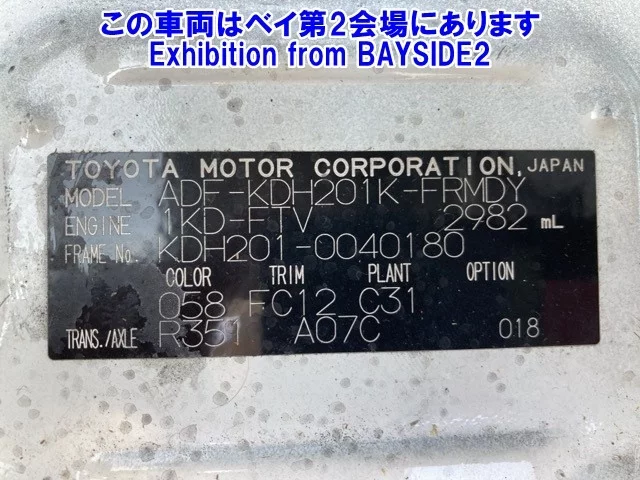 この車両はベイ第2会場にあります
Exhibition from BAYSIDE2
TOYOTA MOTOR CORPORATION, JAPAN
MODEL ADF-KDH201K-FRMDY
ENGINE 1KD-FTV 2982 mL
FRAME No. KDH201-0040180
COLOR TRIM PLANT OPTION
058 FC12 C31
TRANS./AXLE R351 A07C 018